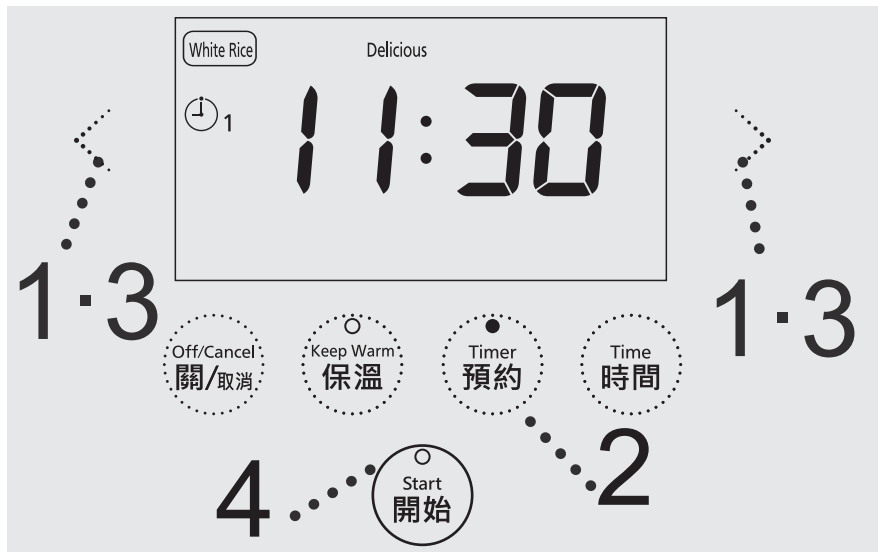 White Rice
Delicious
1
11:30
1·3
1·3
Off/Cancel
關/取消
Keep Warm
保溫
Timer
預約
Time
時間
4
Start
開始
2